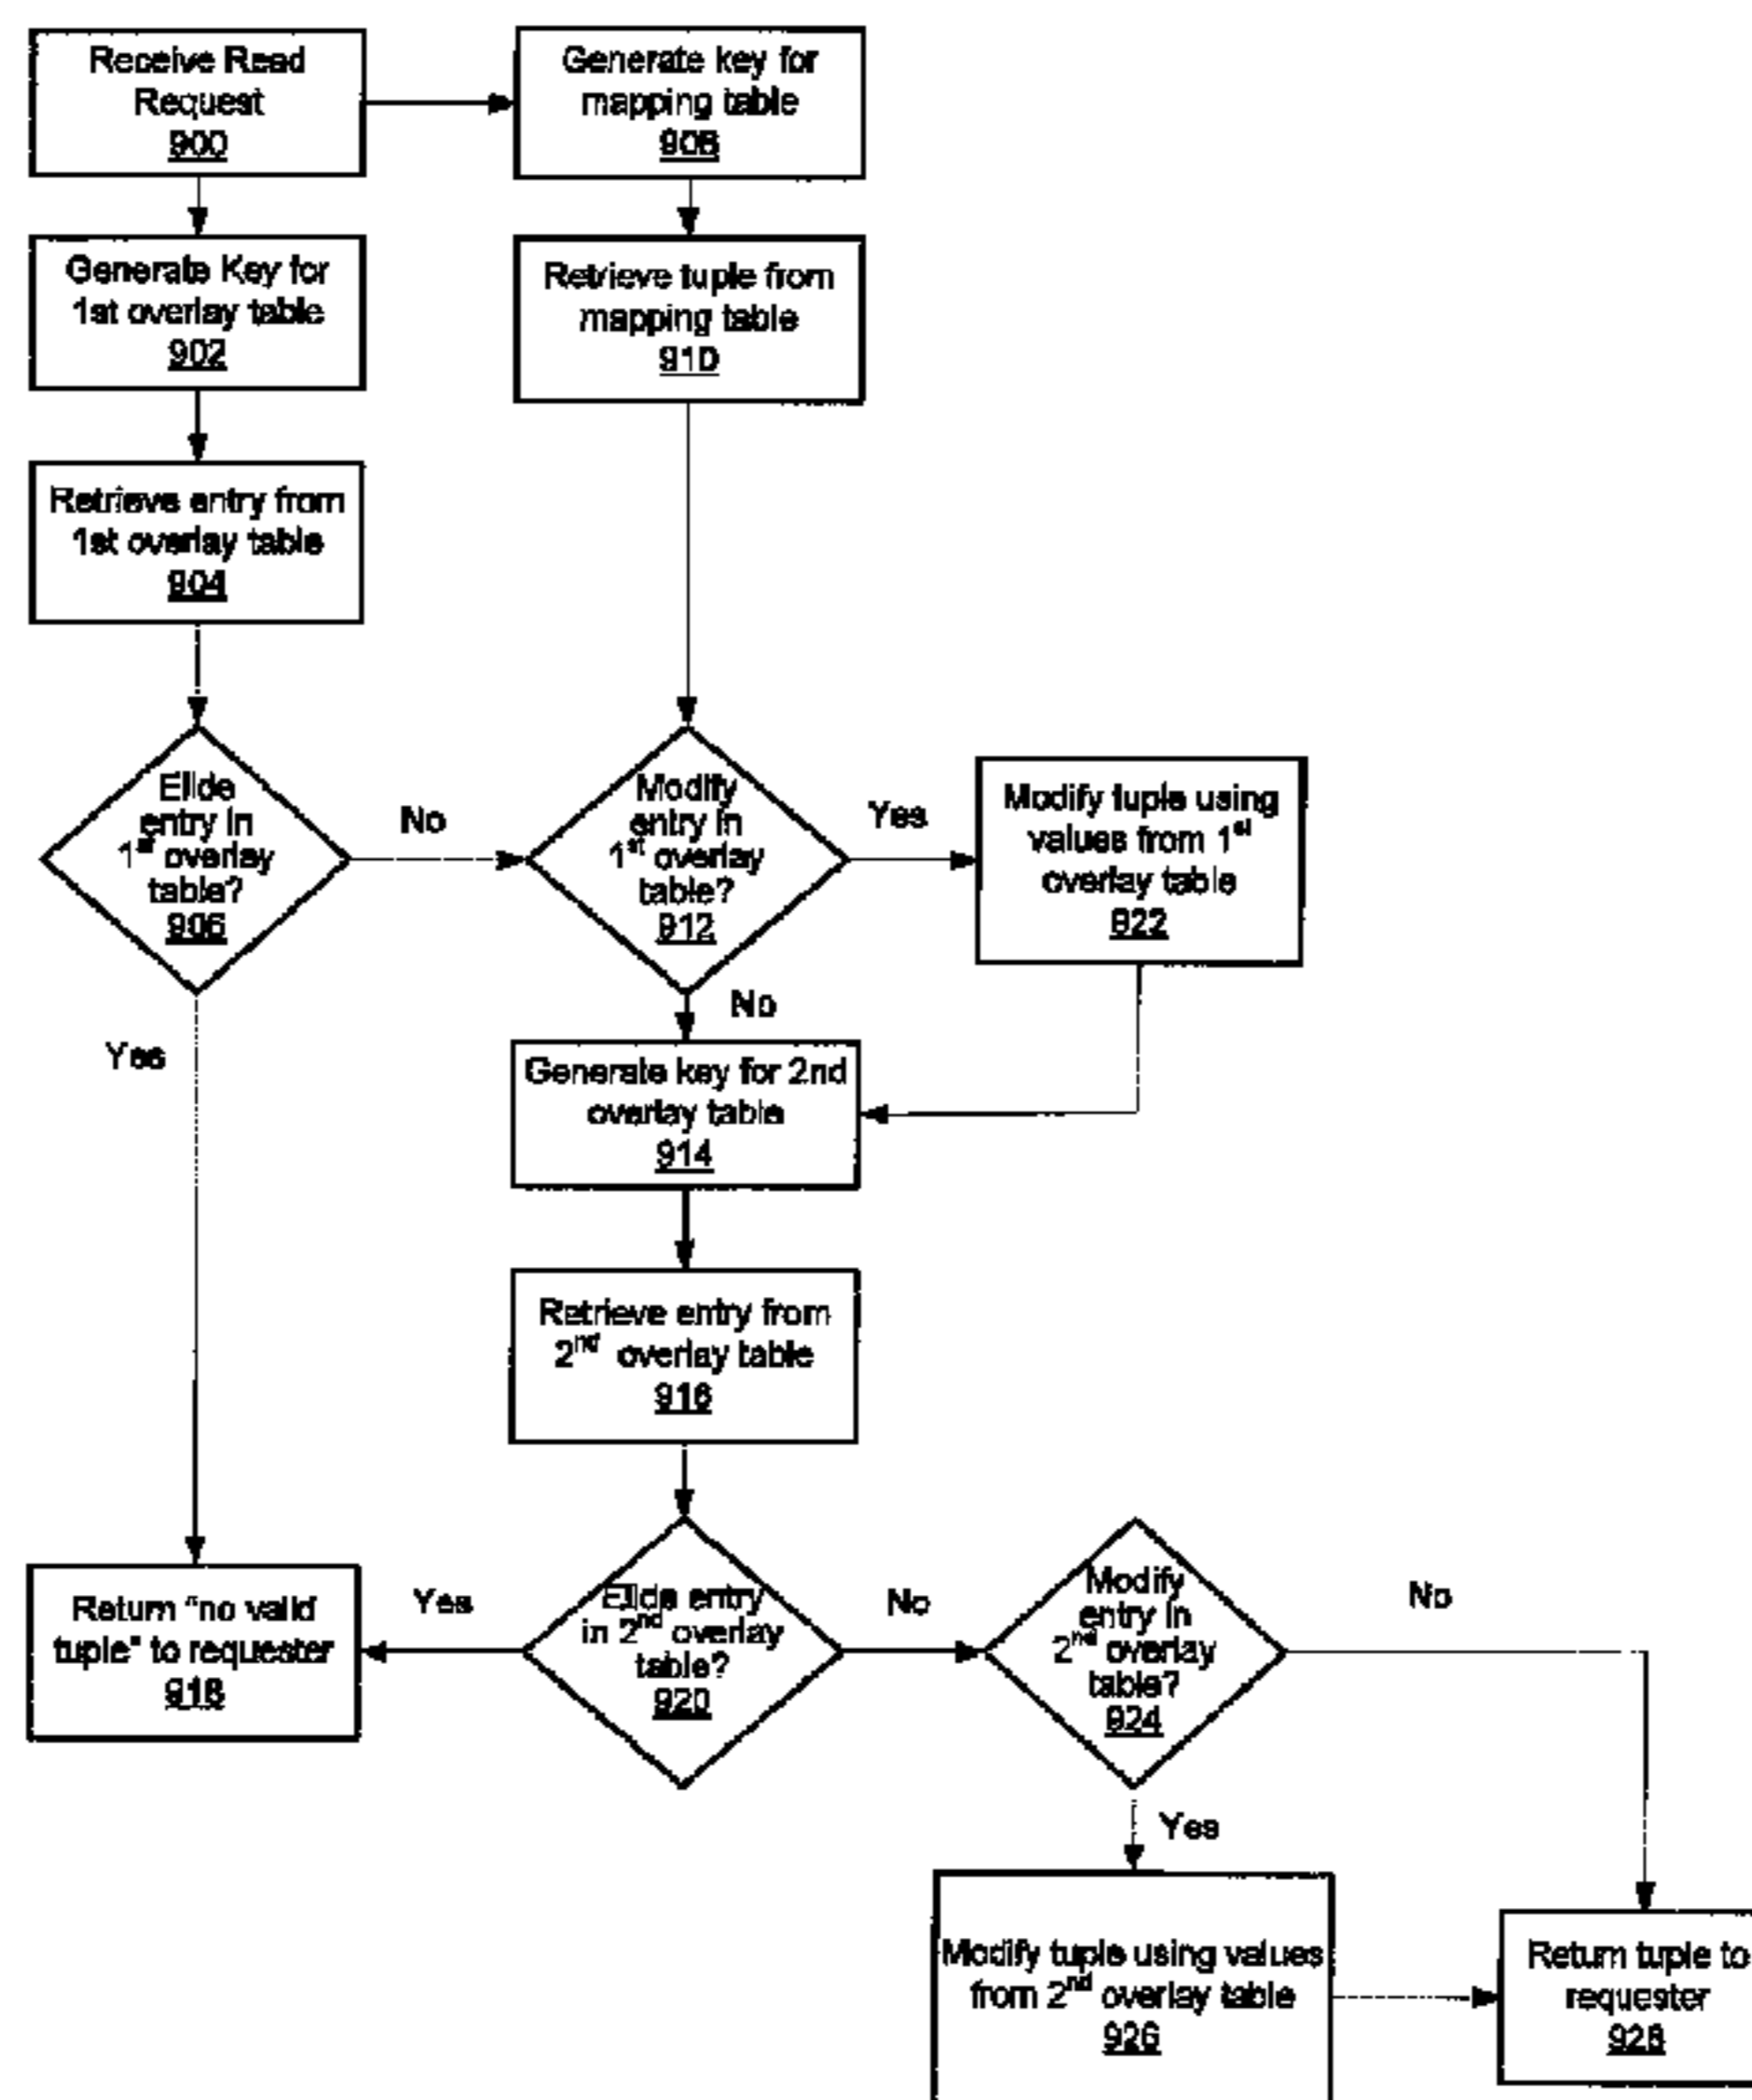 Receive Read
Request
900
Generate key for
mapping table
908
Generate Key for
1st overlay table
902
Retrieve tuple from
mapping table
910
Retrieve entry from
1st overlay table
904
Elide
entry in
1st overlay
table?
906
No
Modify
entry in
1st overlay
table?
912
Yes
Modify tuple using
values from 1st
overlay table
922
No
Yes
Generate key for 2nd
overlay table
914
Retrieve entry from
2nd overlay table
916
Return "no valid
tuple" to requester
918
Yes
Elide entry
in 2nd overlay
table?
920
No
Modify
entry in
2nd overlay
table?
924
No
Yes
Modify tuple using values
from 2nd overlay table
926
Return tuple to
requester
928